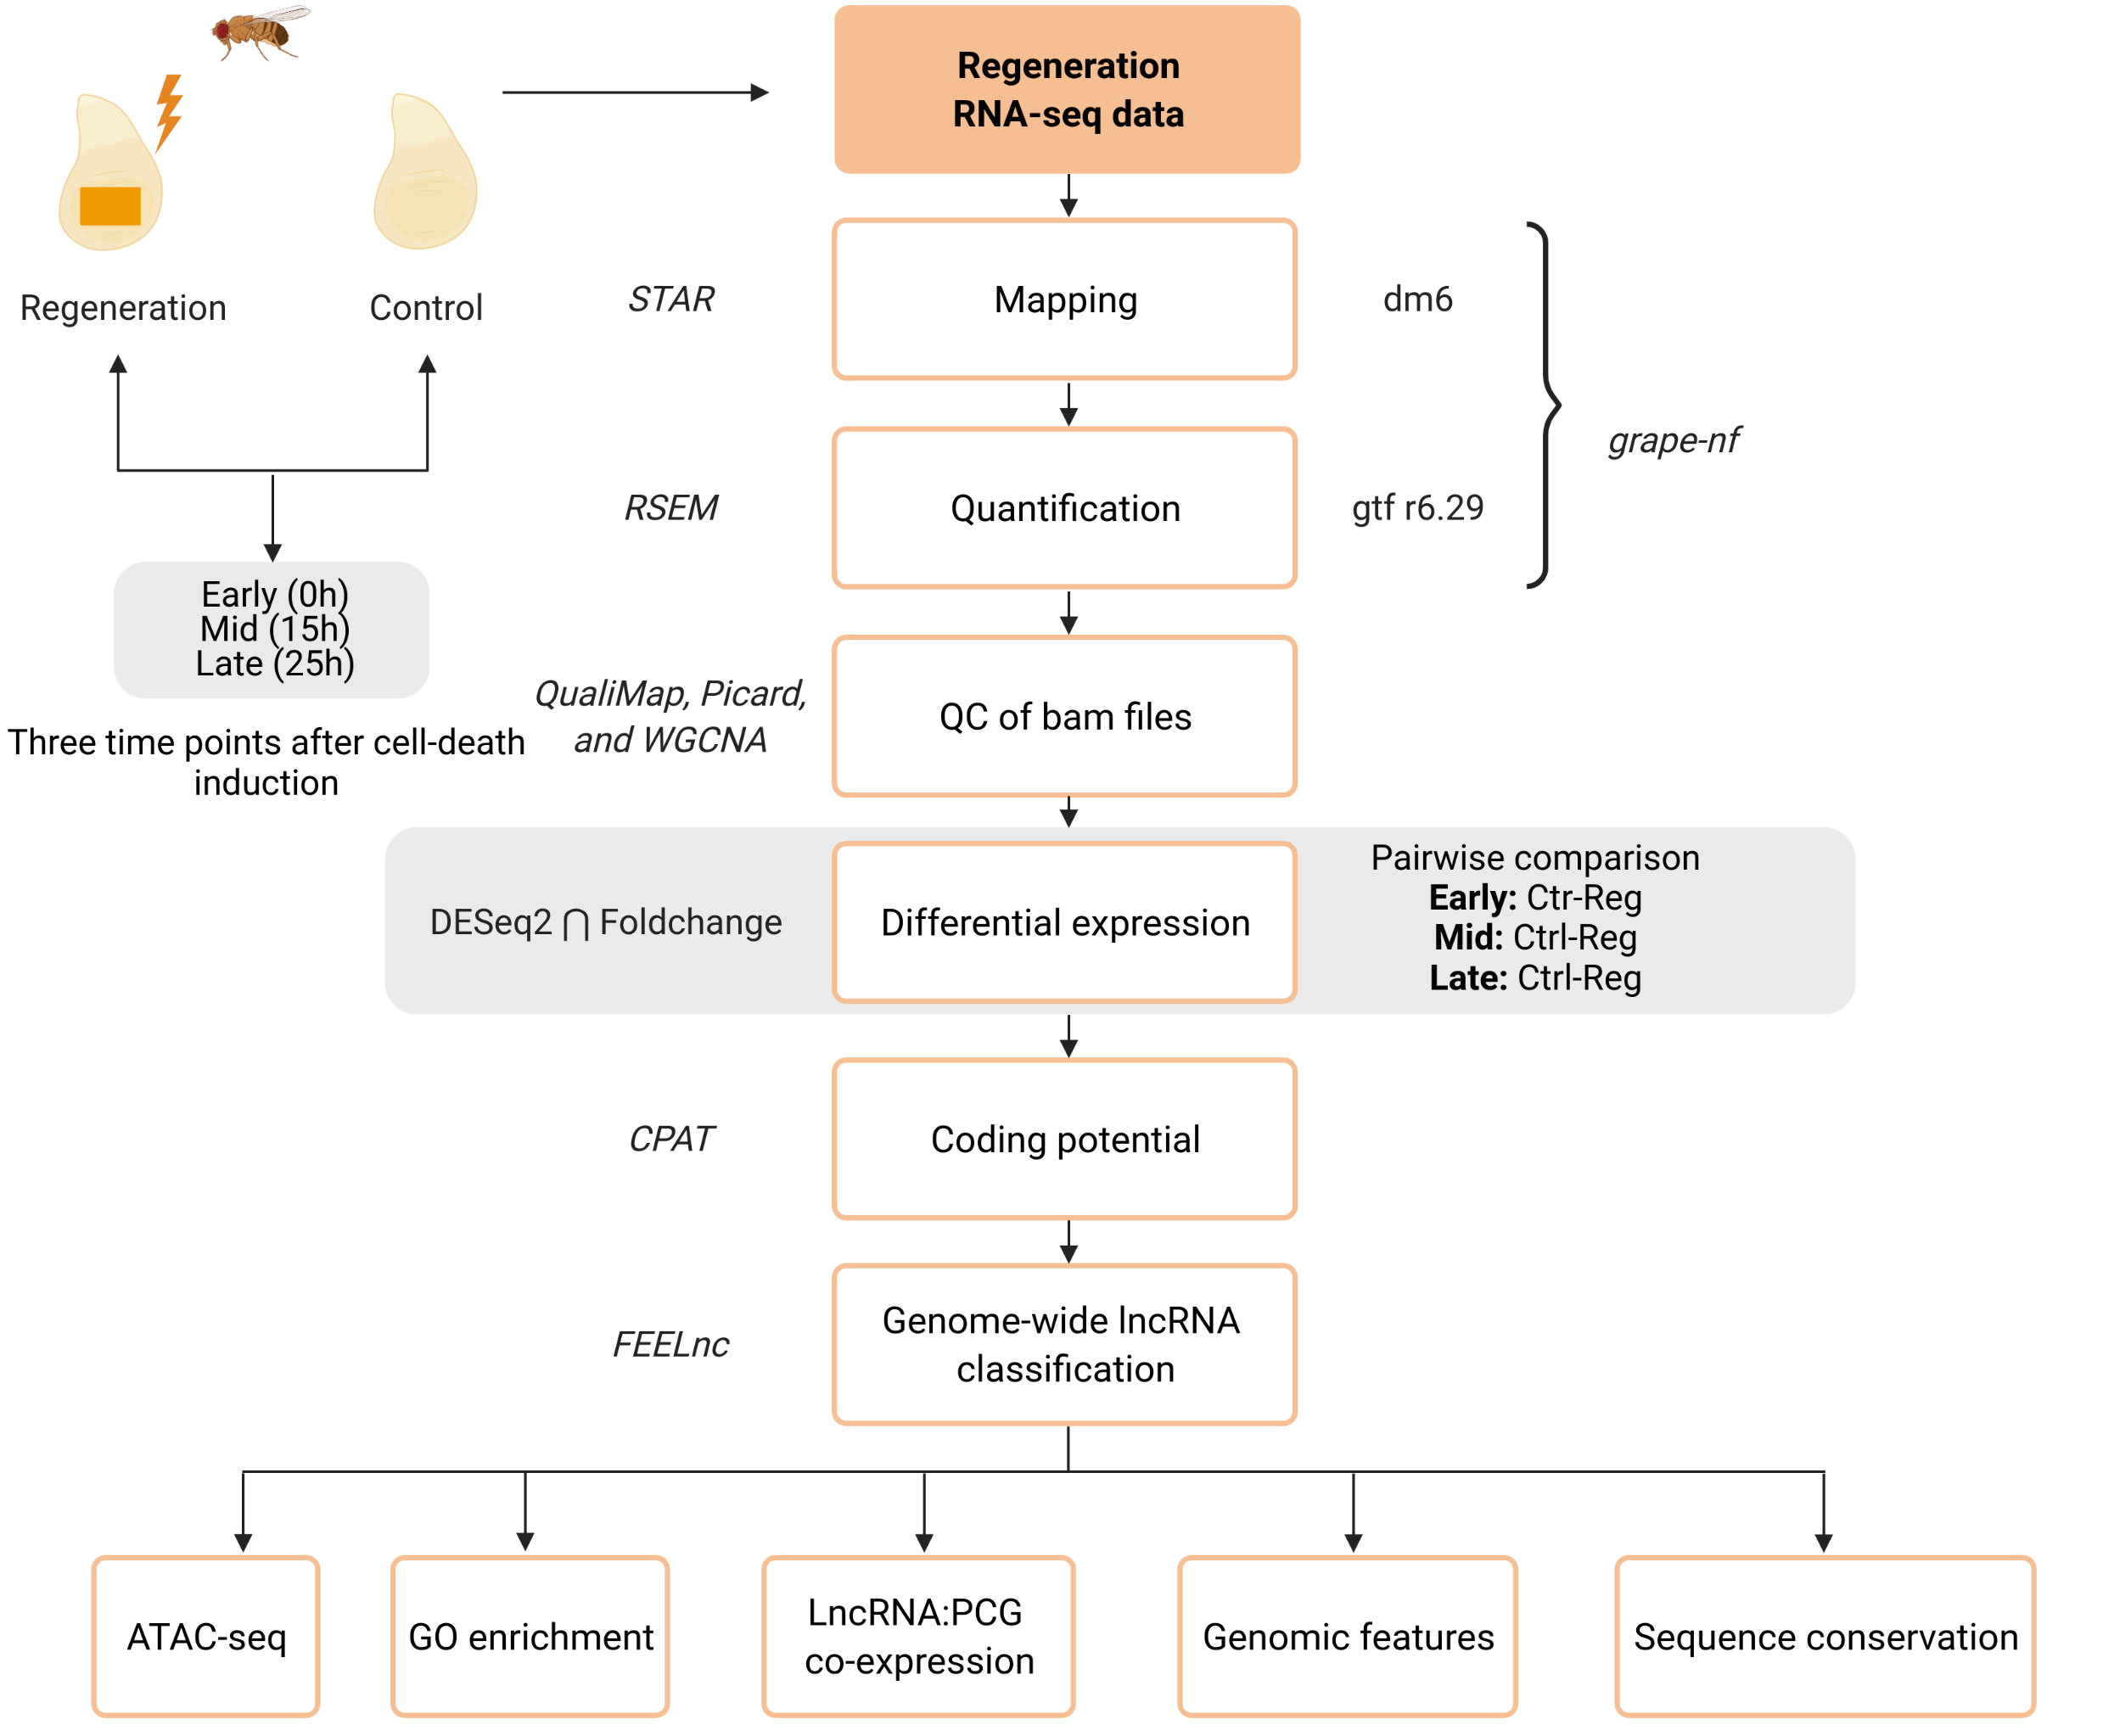 Regeneration
RNA-seq data
Regeneration
Control
STAR
Mapping
dm6
grape-nf
RSEM
Quantification
gtf r6.29
Early (0h)
Mid (15h)
Late (25h)
Three time points after cell-death
induction
QualiMap, Picard,
and WGCNA
QC of bam files
DESeq2 ⋂ Foldchange
Differential expression
Pairwise comparison
Early: Ctr-Reg
Mid: Ctrl-Reg
Late: Ctrl-Reg
CPAT
Coding potential
FEELnc
Genome-wide lncRNA
classification
ATAC-seq
GO enrichment
LncRNA:PCG
co-expression
Genomic features
Sequence conservation